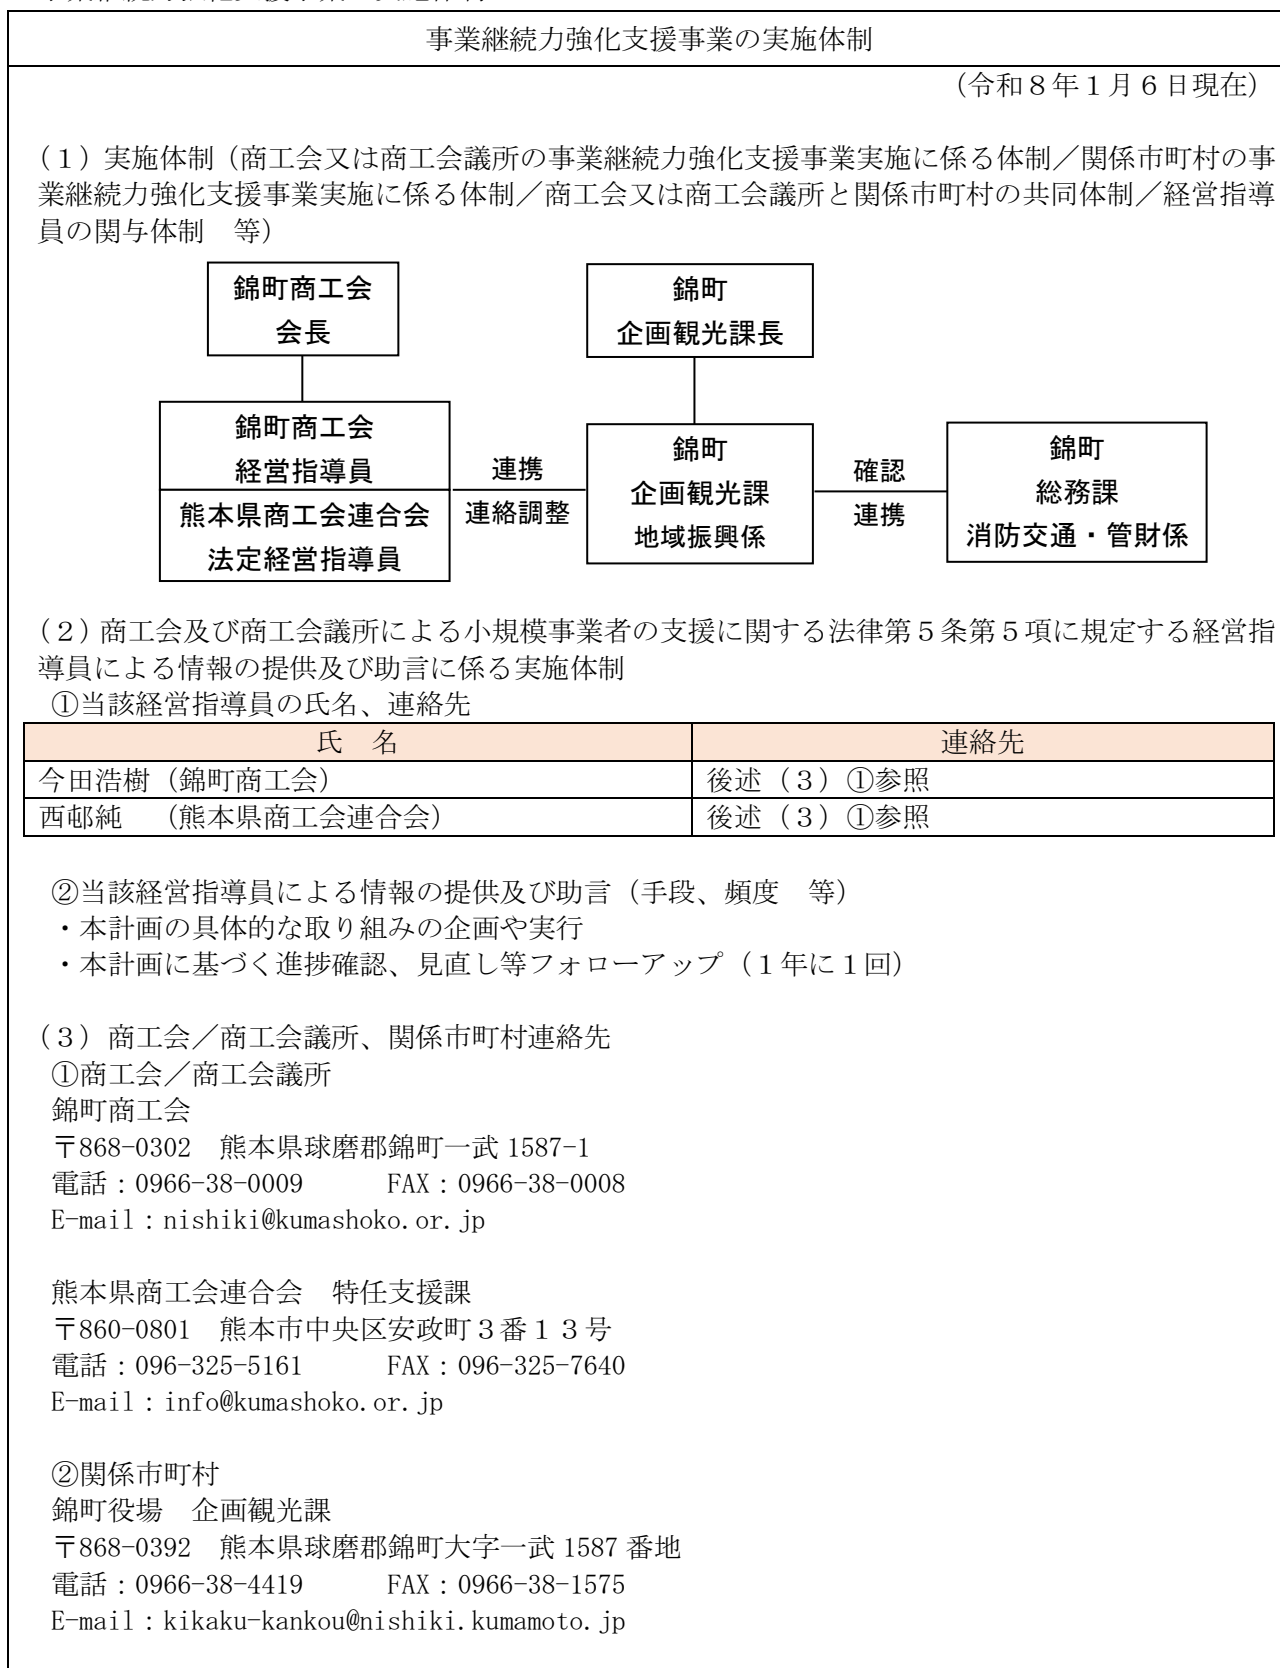 事業継続力強化支援事業の実施体制
（令和８年１月６日現在）
（１）実施体制（商工会又は商工会議所の事業継続力強化支援事業実施に係る体制／関係市町村の事
業継続力強化支援事業実施に係る体制／商工会又は商工会議所と関係市町村の共同体制／経営指導
員の関与体制　等）
錦町商工会
会長
錦町
企画観光課長
錦町商工会
経営指導員
熊本県商工会連合会
法定経営指導員
連携
連絡調整
錦町
企画観光課
地域振興係
確認
連携
錦町
総務課
消防交通・管財係
（２）商工会及び商工会議所による小規模事業者の支援に関する法律第５条第５項に規定する経営指
導員による情報の提供及び助言に係る実施体制
①当該経営指導員の氏名、連絡先
氏　名　連絡先
今田浩樹（錦町商工会）　後述（３）①参照
西邨純　（熊本県商工会連合会）　後述（３）①参照
②当該経営指導員による情報の提供及び助言（手段、頻度　等）
・本計画の具体的な取り組みの企画や実行
・本計画に基づく進捗確認、見直し等フォローアップ（１年に１回）
（３）商工会／商工会議所、関係市町村連絡先
①商工会／商工会議所
錦町商工会
〒868-0302　熊本県球磨郡錦町一武 1587-1
電話：0966-38-0009　　　FAX：0966-38-0008
E-mail：nishiki@kumashoko.or.jp
熊本県商工会連合会　特任支援課
〒860-0801　熊本市中央区安政町３番１３号
電話：096-325-5161　　　FAX：096-325-7640
E-mail：info@kumashoko.or.jp
②関係市町村
錦町役場　企画観光課
〒868-0392　熊本県球磨郡錦町大字一武 1587 番地
電話：0966-38-4419　　　FAX：0966-38-1575
E-mail：kikaku-kankou@nishiki.kumamoto.jp